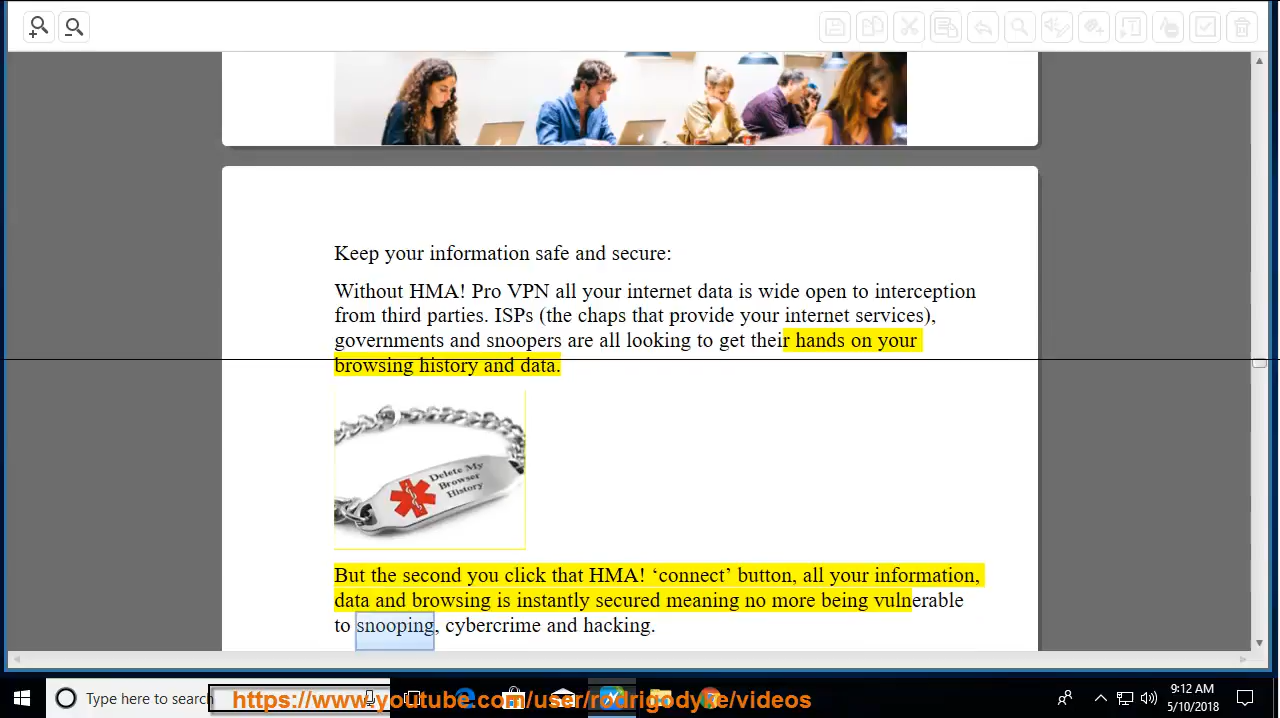 Keep your information safe and secure:
Without HMA! Pro VPN all your internet data is wide open to interception
from third parties. ISPs (the chaps that provide your internet services),
governments and snoopers are all looking to get their hands on your
browsing history and data.
Delete My
Browser
History
But the second you click that HMA! ‘connect’ button, all your information,
data and browsing is instantly secured meaning no more being vulnerable
to snooping, cybercrime and hacking.
Type here to search
https://www.youtube.com/user/rodrigodyke/videos
9:12 AM
5/10/2018